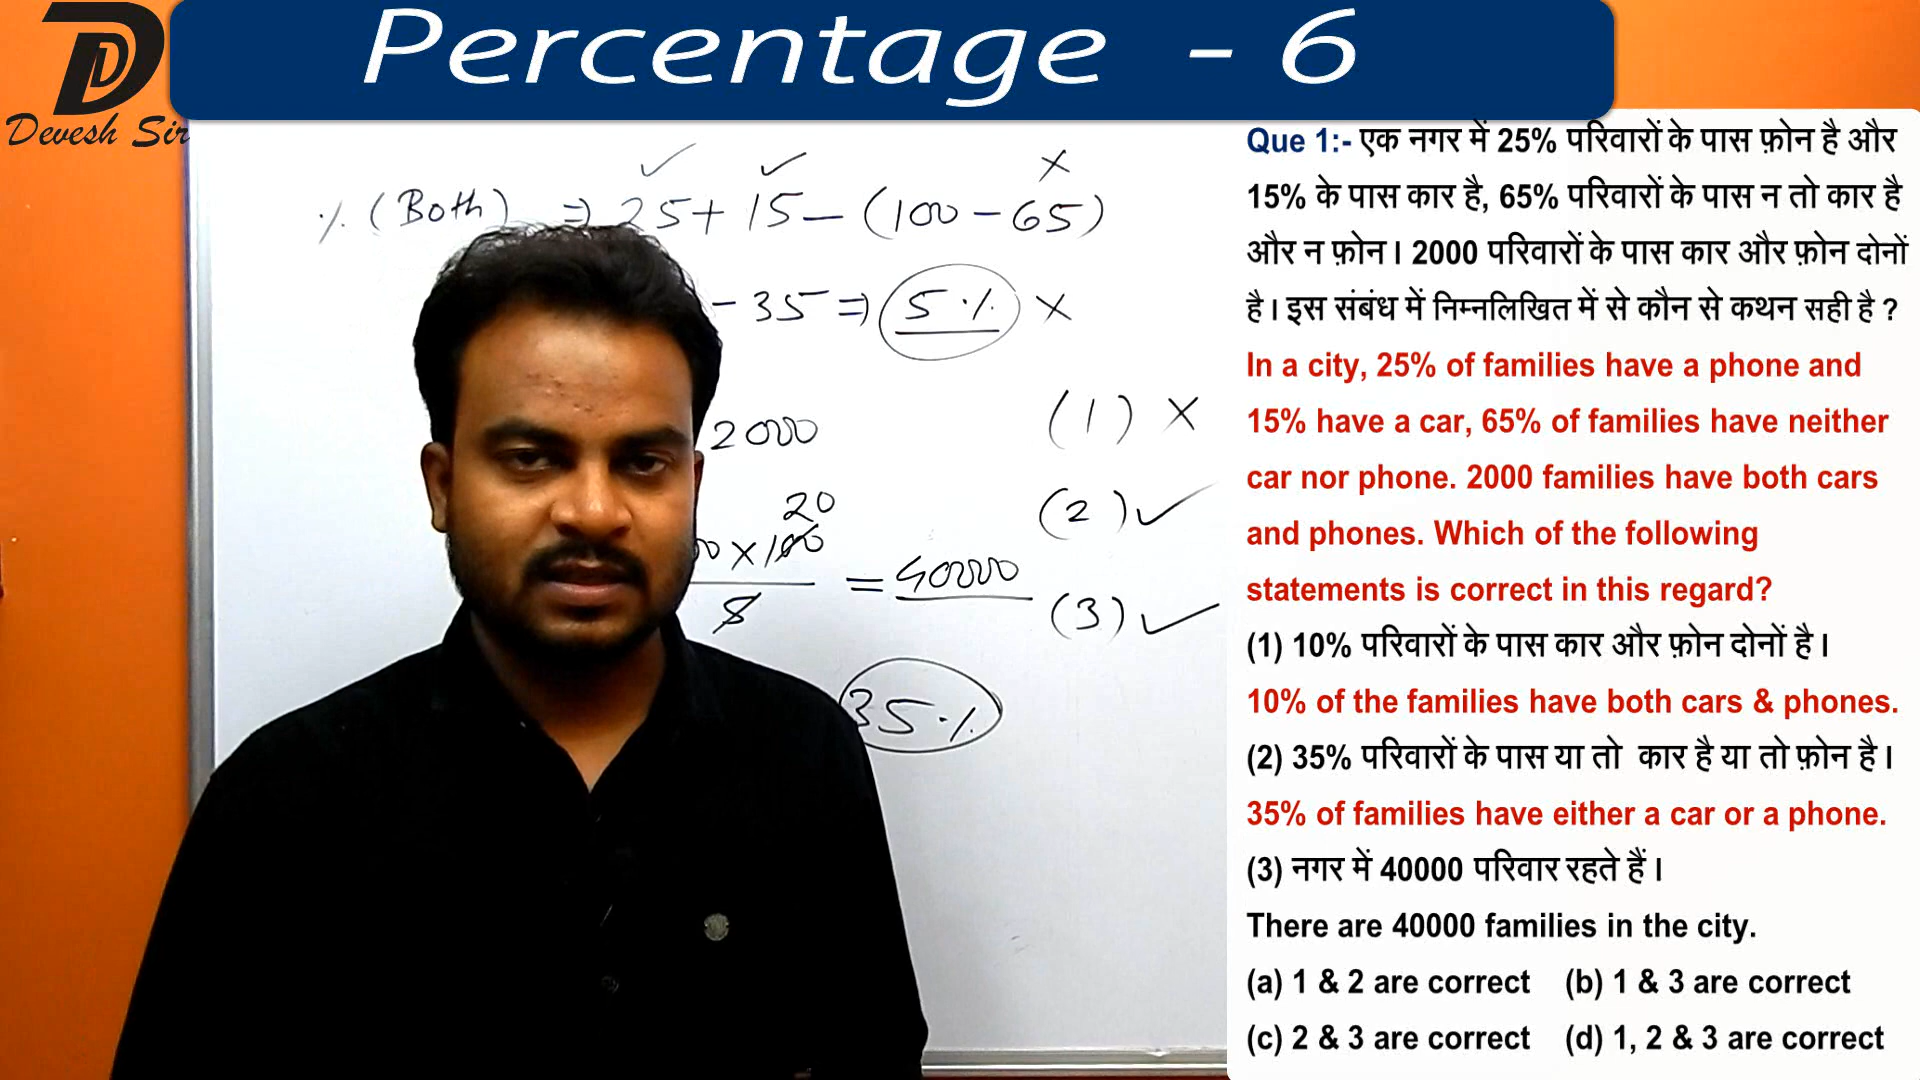 Percentage - 6
Devesh Sir
% (Both) ⇒ 25 + 15 - (100 - 65)
- 35 ⇒ 5 % ×
2000
20
0 × 100
5
= 40000
35 %
(1) ×
(2) ✓
(3) ✓
Que 1:- एक नगर में 25% परिवारों के पास फ़ोन है और
15% के पास कार है, 65% परिवारों के पास न तो कार है
और न फ़ोन। 2000 परिवारों के पास कार और फ़ोन दोनों
है। इस संबंध में निम्नलिखित में से कौन से कथन सही है ?
In a city, 25% of families have a phone and
15% have a car, 65% of families have neither
car nor phone. 2000 families have both cars
and phones. Which of the following
statements is correct in this regard?
(1) 10% परिवारों के पास कार और फ़ोन दोनों है।
10% of the families have both cars & phones.
(2) 35% परिवारों के पास या तो कार है या तो फ़ोन है।
35% of families have either a car or a phone.
(3) नगर में 40000 परिवार रहते हैं।
There are 40000 families in the city.
(a) 1 & 2 are correct (b) 1 & 3 are correct
(c) 2 & 3 are correct (d) 1, 2 & 3 are correct